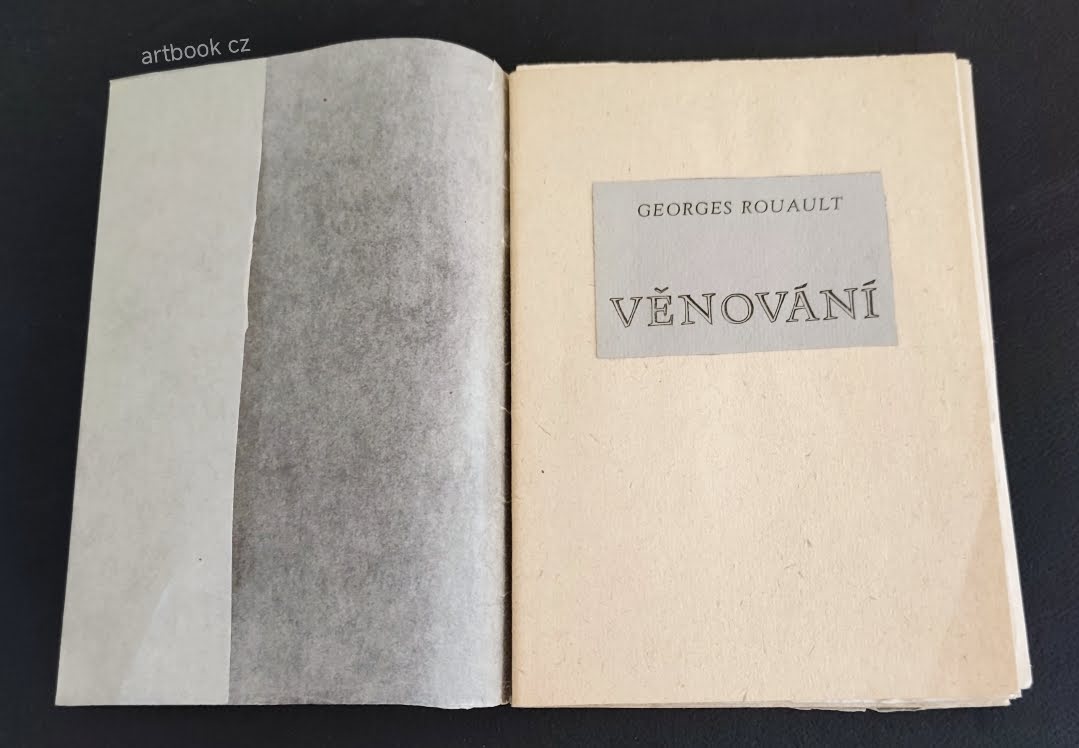 artbook cz
GEORGES ROUAULT
VĚNOVÁNÍ